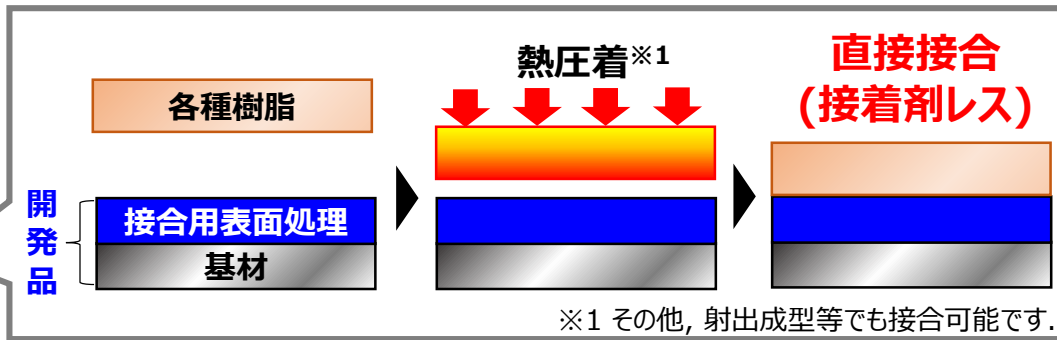 各種樹脂
開発品
接合用表面処理
基材
熱圧着※1
直接接合
(接着剤レス)
※1 その他, 射出成型等でも接合可能です.